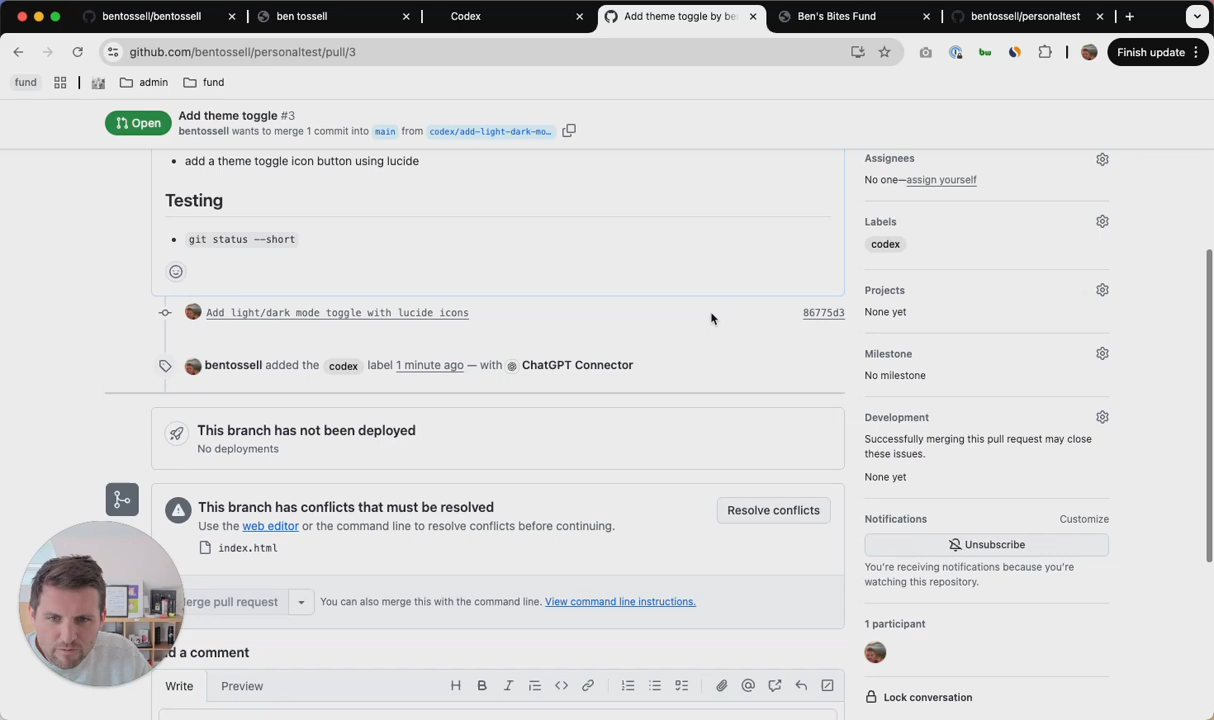 bentossell/bentossell
ben tossell
Codex
Add theme toggle by be
Ben's Bites Fund
bentossell/personaltest
github.com/bentossell/personaltest/pull/3
bw
Finish update
fund
admin
fund
Open
Add theme toggle #3
bentossell wants to merge 1 commit into main from codex/add-light-dark-mo…
add a theme toggle icon button using lucide
Testing
git status --short
Add light/dark mode toggle with lucide icons
86775d3
bentossell added the codex label 1 minute ago — with ChatGPT Connector
This branch has not been deployed
No deployments
This branch has conflicts that must be resolved
Use the web editor or the command line to resolve conflicts before continuing.
Resolve conflicts
index.html
erge pull request
You can also merge this with the command line. View command line instructions.
d a comment
Write
Preview
Assignees
No one—assign yourself
Labels
codex
Projects
None yet
Milestone
No milestone
Development
Successfully merging this pull request may close
these issues.
None yet
Notifications
Customize
Unsubscribe
You're receiving notifications because you're
watching this repository.
1 participant
Lock conversation